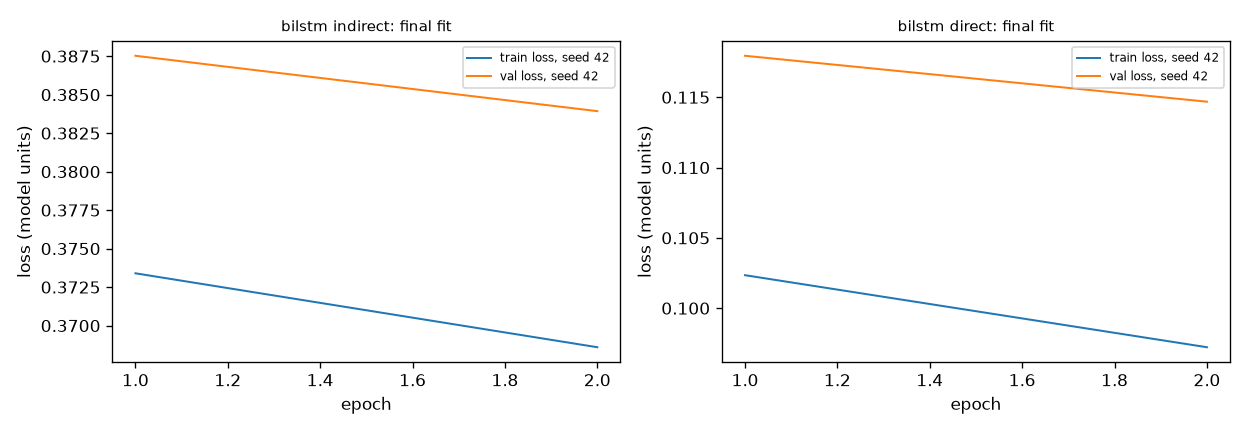 bilstm indirect: final fit
train loss, seed 42
val loss, seed 42
loss (model units)
0.3875
0.3850
0.3825
0.3800
0.3775
0.3750
0.3725
0.3700
1.0 1.2 1.4 1.6 1.8 2.0
epoch
bilstm direct: final fit
train loss, seed 42
val loss, seed 42
loss (model units)
0.115
0.110
0.105
0.100
1.0 1.2 1.4 1.6 1.8 2.0
epoch